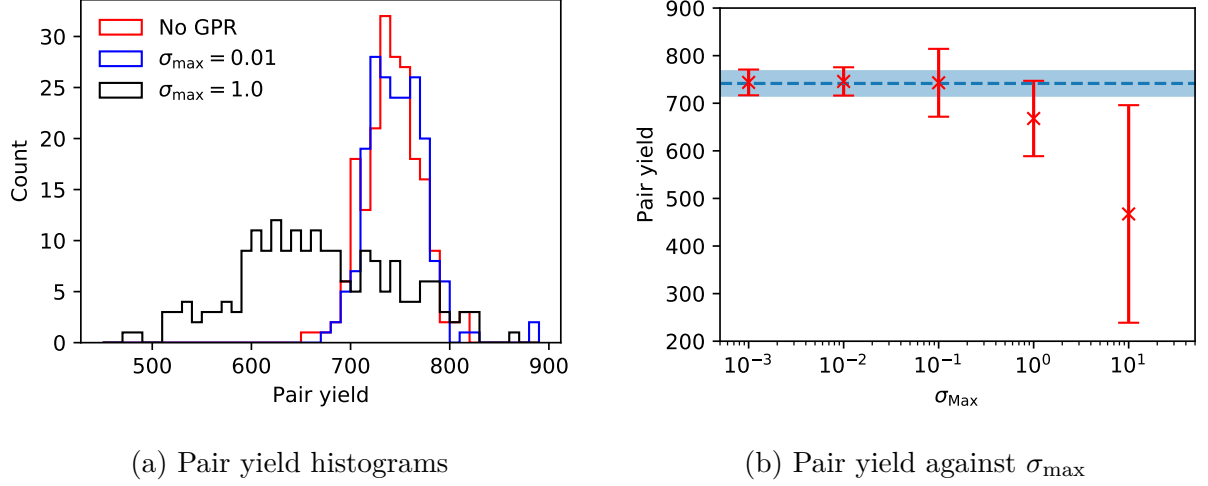 No GPR
σmax = 0.01
σmax = 1.0
Count
30
25
20
15
10
5
0
500 600 700 800 900
Pair yield
(a) Pair yield histograms
Pair yield
900
800
700
600
500
400
300
200
10⁻³ 10⁻² 10⁻¹ 10⁰ 10¹
σMax
(b) Pair yield against σmax